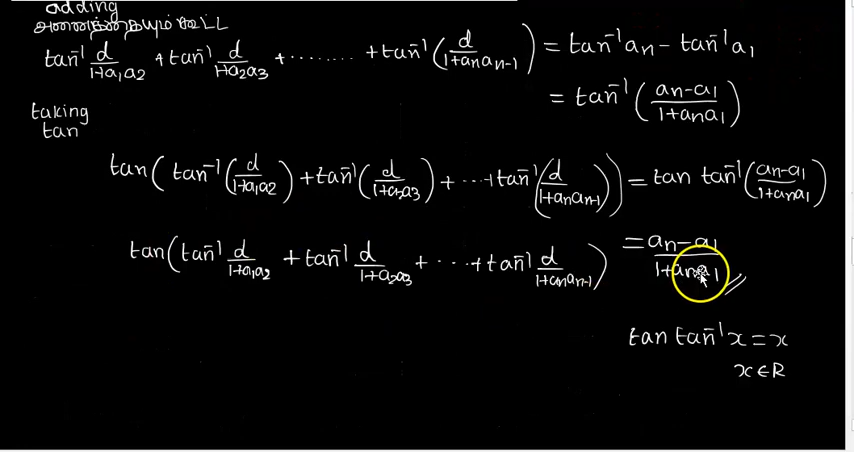 adding
அனைத்தையும் கூட்ட
tan⁻¹ d/(1+a₁a₂) + tan⁻¹ d/(1+a₂a₃) + ........ + tan⁻¹ (d/(1+aₙaₙ₋₁)) = tan⁻¹aₙ − tan⁻¹a₁
= tan⁻¹ ((aₙ−a₁)/(1+aₙa₁))
taking
tan
tan( tan⁻¹ (d/(1+a₁a₂)) + tan⁻¹ (d/(1+a₂a₃)) + ... + tan⁻¹ (d/(1+aₙaₙ₋₁)) ) = tan tan⁻¹ ((aₙ−a₁)/(1+aₙa₁))
tan( tan⁻¹ d/(1+a₁a₂) + tan⁻¹ d/(1+a₂a₃) + ... + tan⁻¹ d/(1+aₙaₙ₋₁) ) = (aₙ−a₁)/(1+aₙa₁) //
tan tan⁻¹ x = x
x ∈ R